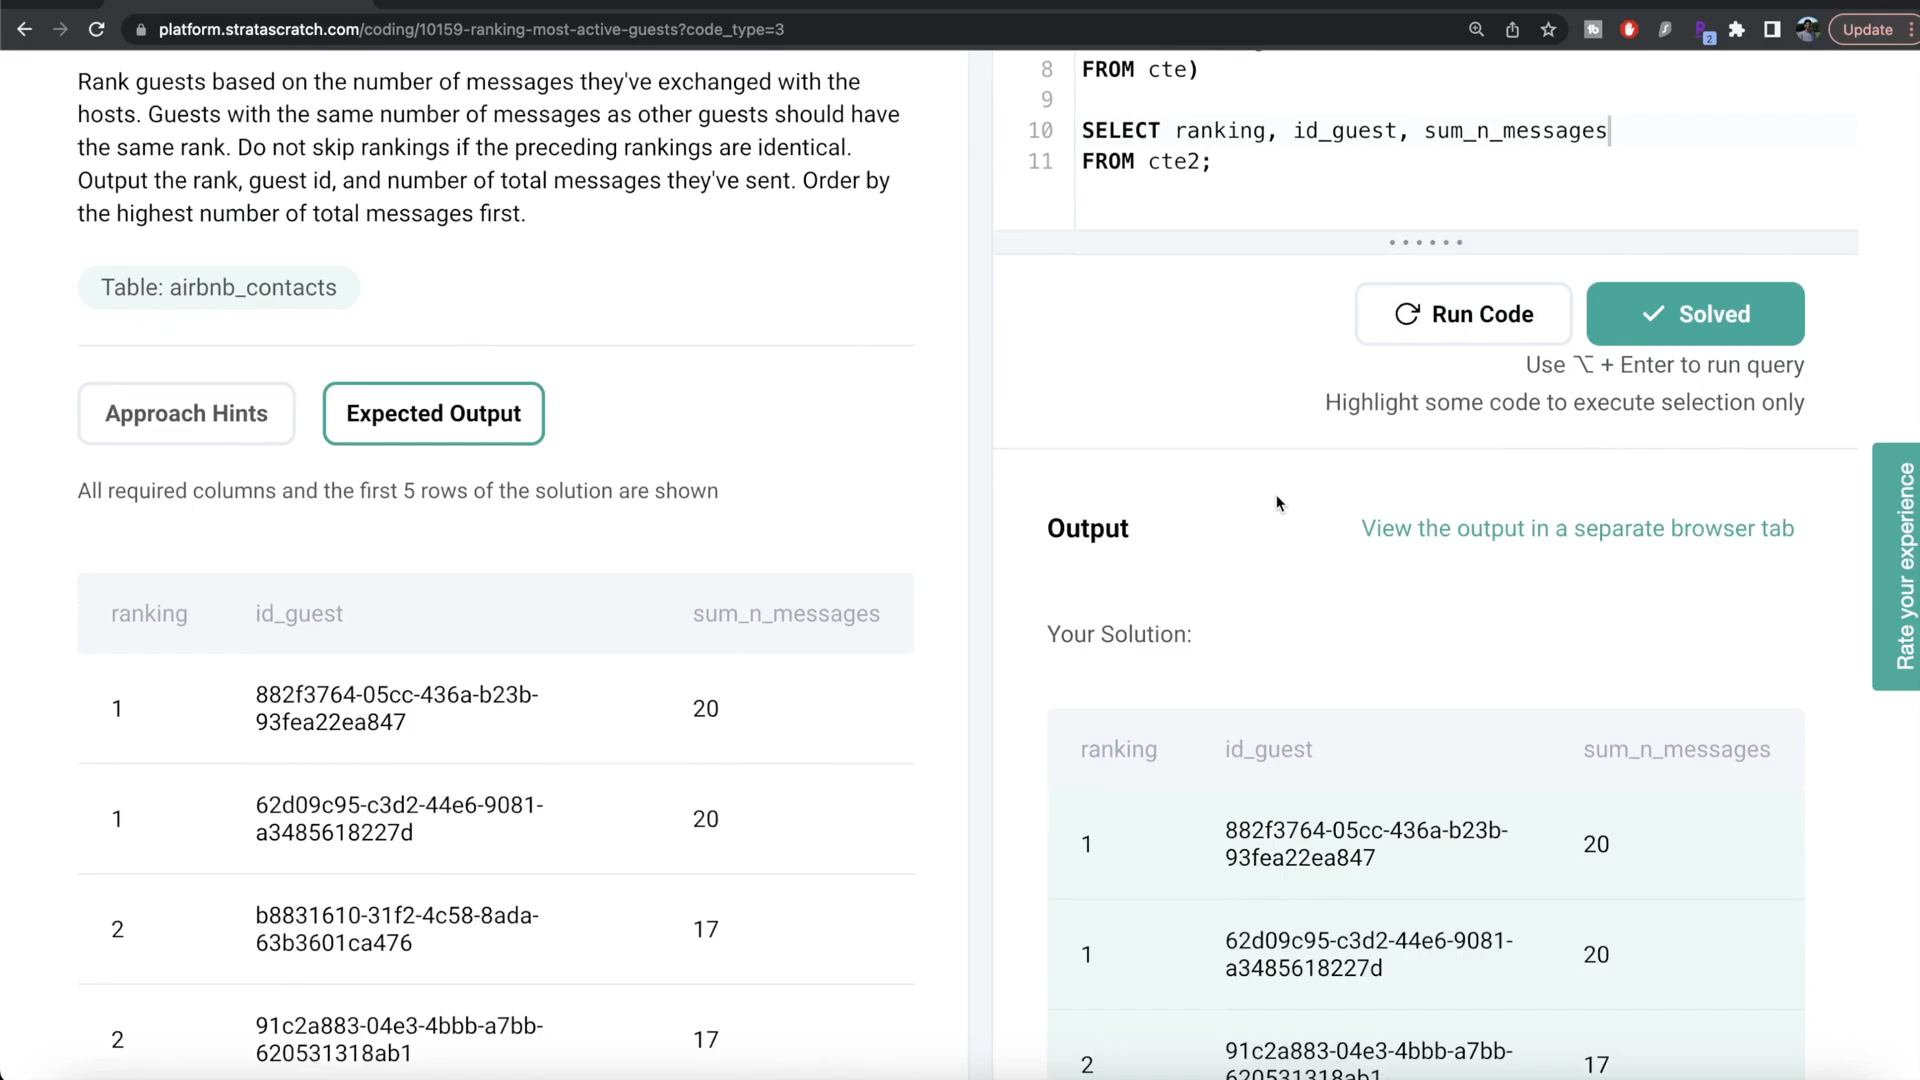 platform.stratascratch.com/coding/10159-ranking-most-active-guests?code_type=3
2
Update
Rank guests based on the number of messages they've exchanged with the
hosts. Guests with the same number of messages as other guests should have
the same rank. Do not skip rankings if the preceding rankings are identical.
Output the rank, guest id, and number of total messages they've sent. Order by
the highest number of total messages first.
Table: airbnb_contacts
Approach Hints
Expected Output
All required columns and the first 5 rows of the solution are shown
ranking id_guest sum_n_messages
1 882f3764-05cc-436a-b23b- 20
93fea22ea847
1 62d09c95-c3d2-44e6-9081- 20
a3485618227d
2 b8831610-31f2-4c58-8ada- 17
63b3601ca476
2 91c2a883-04e3-4bbb-a7bb- 17
620531318ab1
8 FROM cte)
9
10 SELECT ranking, id_guest, sum_n_messages
11 FROM cte2;
Run Code
Solved
Use ⌥ + Enter to run query
Highlight some code to execute selection only
Output
View the output in a separate browser tab
Your Solution:
ranking id_guest sum_n_messages
1 882f3764-05cc-436a-b23b- 20
93fea22ea847
1 62d09c95-c3d2-44e6-9081- 20
a3485618227d
2 91c2a883-04e3-4bbb-a7bb- 17
620531318ab1
Rate your experience